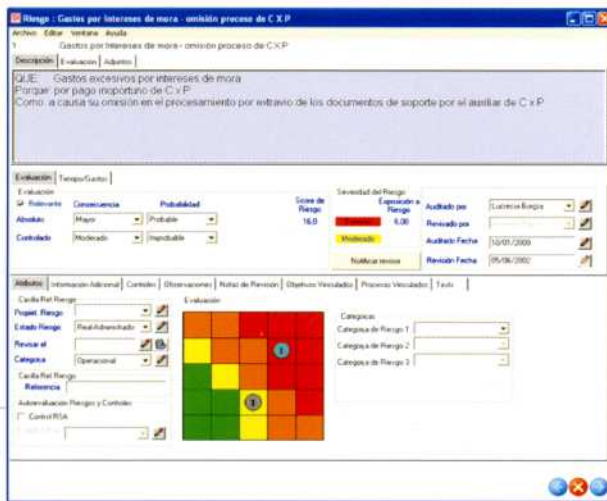 Riesgo : Gastos por Intereses de mora - omisión proceso de C X P
Archivo Editar Ventana Ayuda
1 Gastos por Intereses de mora - omisión proceso de C X P
Descripción Evaluación Adjuntos
QUE: Gastos excesivos por intereses de mora
Porque: por pago inoportuno de C x P
Como: a causa su omisión en el procesamiento por extravio de los documentos de soporte por el auxiliar de C x P
Evaluación Tiempo/Gastos
Evaluación
Relevante Consecuencia Probabilidad Score de Riesgo
Absoluto Mayor Probable 16.0
Controlado Moderado Improbable
Severidad del Riesgo
Exposición a Riesgo
6.00
Moderado
Notificar revisor
Auditado por Lucrecia Borgia
Revisado por
Auditado Fecha 10/01/2000
Revisión Fecha 05/06/2002
Atributos Información Adicional Controles Observaciones Notas de Revisión Objetivos Vinculados Procesos Vinculados Texto
Casilla Ref Riesgo
Propiet. Riesgo
Estado Riesgo Real-Administrado
Revisar el
Categoría Operacional
Casilla Ref Riesgo
Referencia
Autoevaluación Riesgos y Controles
Control RSA
Evaluación
1
1
Categorias
Categoría de Riesgo 1
Categoría de Riesgo 2
Categoría de Riesgo 3